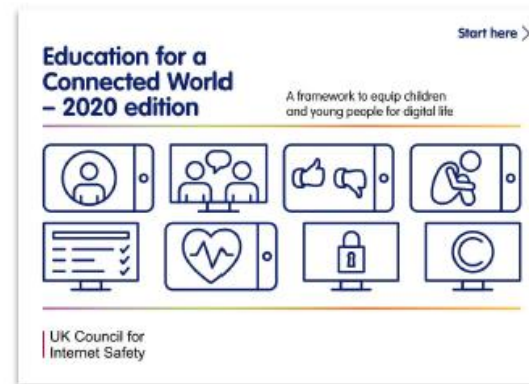 Start here
Education for a
Connected World
– 2020 edition
A framework to equip children
and young people for digital life
©
UK Council for
Internet Safety